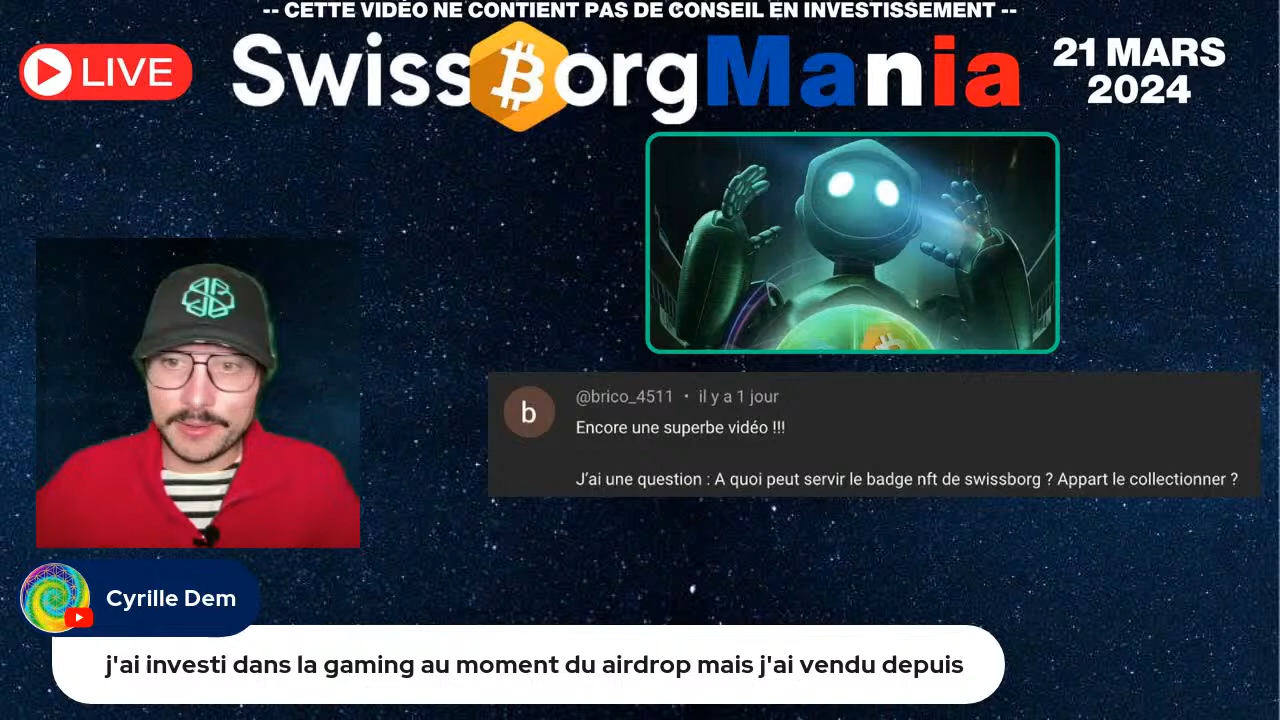 -- CETTE VIDÉO NE CONTIENT PAS DE CONSEIL EN INVESTISSEMENT --
LIVE
SwissBorgMania
21 MARS
2024
b
@brico_4511 • il y a 1 jour
Encore une superbe vidéo !!!
J'ai une question : A quoi peut servir le badge nft de swissborg ? Appart le collectionner ?
Cyrille Dem
j'ai investi dans la gaming au moment du airdrop mais j'ai vendu depuis